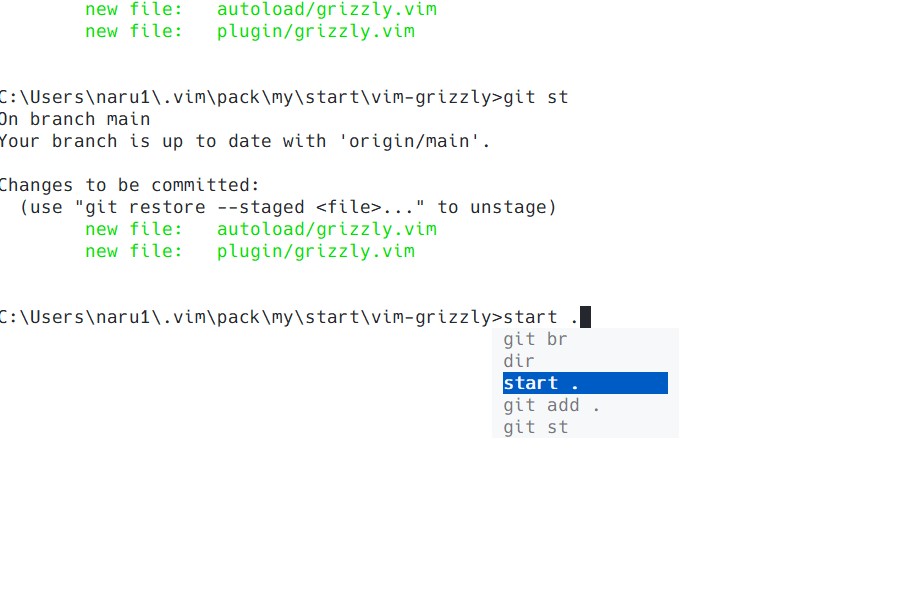 new file:   autoload/grizzly.vim
new file:   plugin/grizzly.vim
C:\Users\naru1\.vim\pack\my\start\vim-grizzly>git st
On branch main
Your branch is up to date with 'origin/main'.
Changes to be committed:
  (use "git restore --staged <file>..." to unstage)
new file:   autoload/grizzly.vim
new file:   plugin/grizzly.vim
C:\Users\naru1\.vim\pack\my\start\vim-grizzly>start .
git br
dir
start .
git add .
git st